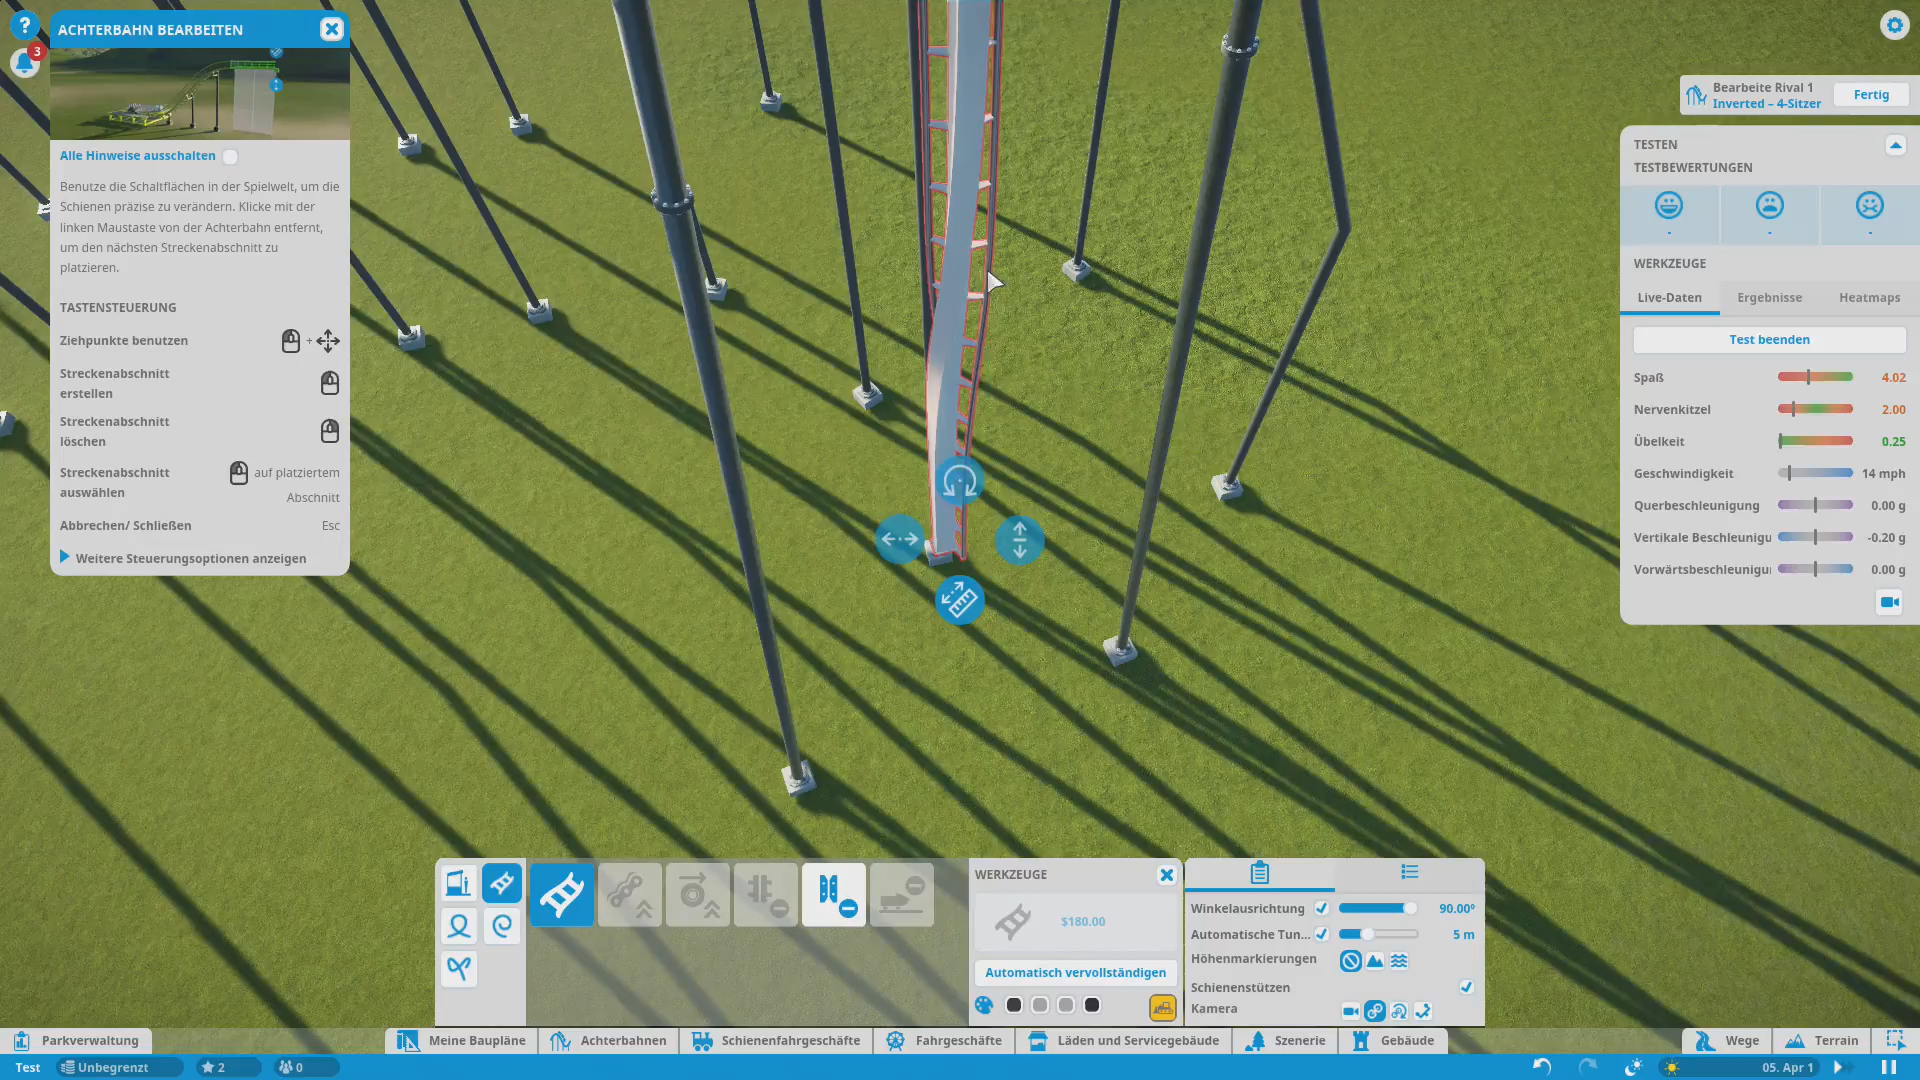 ?
3
ACHTERBAHN BEARBEITEN
Alle Hinweise ausschalten
Benutze die Schaltflächen in der Spielwelt, um die
Schienen präzise zu verändern. Klicke mit der
linken Maustaste von der Achterbahn entfernt,
um den nächsten Streckenabschnitt zu
platzieren.
TASTENSTEUERUNG
Ziehpunkte benutzen +
Streckenabschnitt
erstellen
Streckenabschnitt
löschen
Streckenabschnitt
auswählen
auf platziertem
Abschnitt
Abbrechen/ Schließen Esc
Weitere Steuerungsoptionen anzeigen
Bearbeite Rival 1
Inverted – 4-Sitzer
Fertig
TESTEN
TESTBEWERTUNGEN
- - -
WERKZEUGE
Live-Daten Ergebnisse Heatmaps
Test beenden
Spaß 4.02
Nervenkitzel 2.00
Übelkeit 0.25
Geschwindigkeit 14 mph
Querbeschleunigung 0.00 g
Vertikale Beschleunigu -0.20 g
Vorwärtsbeschleunigu 0.00 g
WERKZEUGE
$180.00
Automatisch vervollständigen
Winkelausrichtung 90.00°
Automatische Tun... 5 m
Höhenmarkierungen
Schienenstützen
Kamera
Parkverwaltung Meine Baupläne Achterbahnen Schienenfahrgeschäfte Fahrgeschäfte Läden und Servicegebäude Szenerie Gebäude Wege Terrain
Test Unbegrenzt 2 0 05. Apr 1